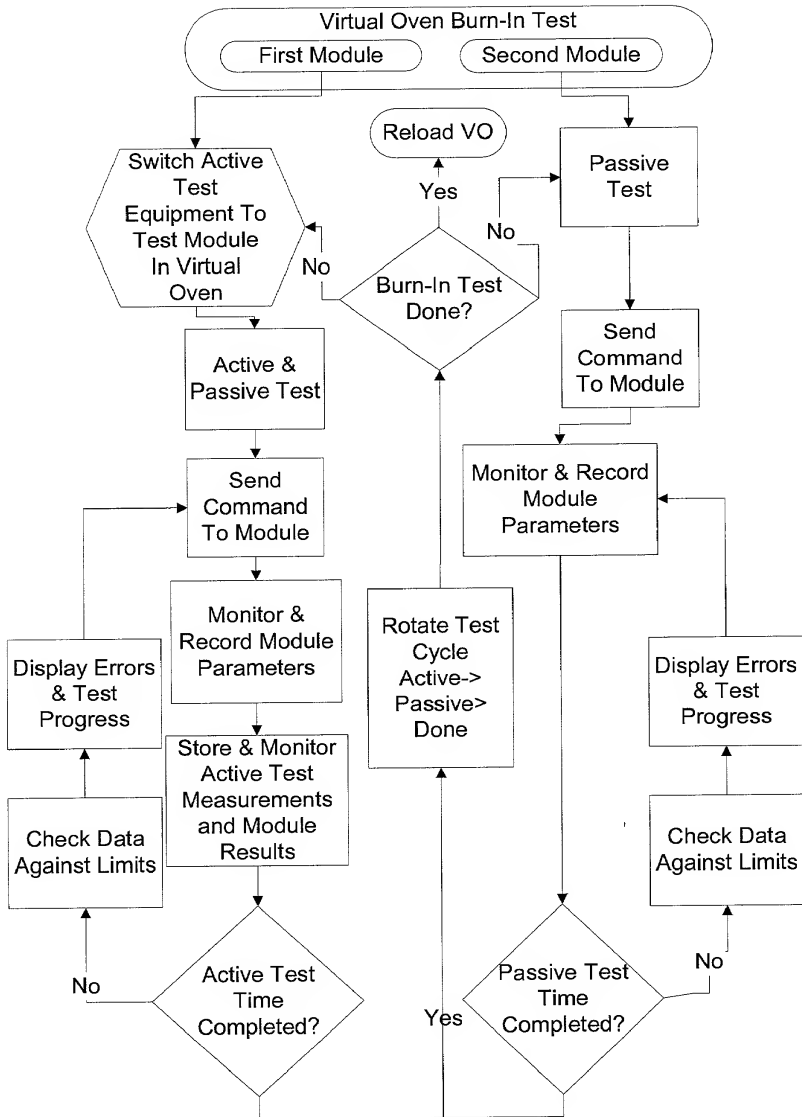 Virtual Oven Burn-In Test
First Module
Second Module
Reload VO
Switch Active
Test
Equipment To
Test Module
In Virtual
Oven
Passive
Test
Yes
No
No
Burn-In Test
Done?
Active &
Passive Test
Send
Command
To Module
Send
Command
To Module
Monitor & Record
Module
Parameters
Monitor &
Record Module
Parameters
Rotate Test
Cycle
Active->
Passive>
Done
Display Errors
& Test
Progress
Display Errors
& Test
Progress
Store & Monitor
Active Test
Measurements
and Module
Results
Check Data
Against Limits
Check Data
Against Limits
Active Test
Time
Completed?
No
Passive Test
Time
Completed?
No
Yes